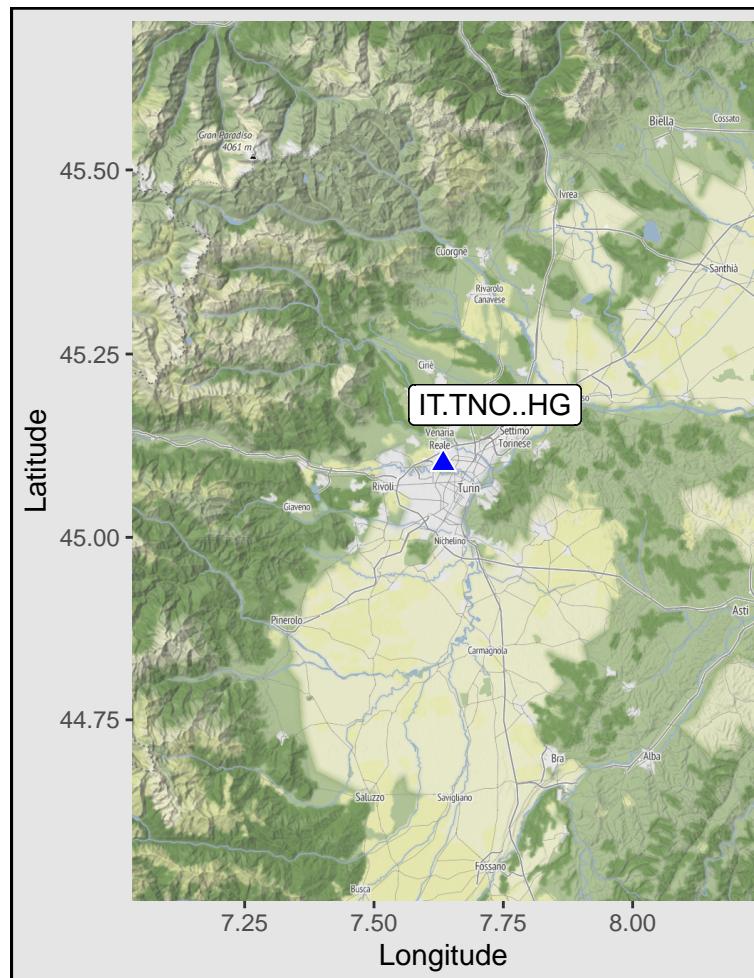 Gran Paradiso
4061 m
Biella
Cossato
45.50
Ivrea
Cuorgnè
Santhià
Rivarolo
Canavese
45.25
Ciriè
IT.TNO..HG
Venaria
Reale
Settimo
Torinese
Rivoli
Turin
Giaveno
45.00
Nichelino
Pinerolo
Asti
Carmagnola
44.75
Bra
Alba
Saluzzo
Savigliano
Fossano
Busca
7.25
7.50
7.75
8.00
Longitude
Latitude